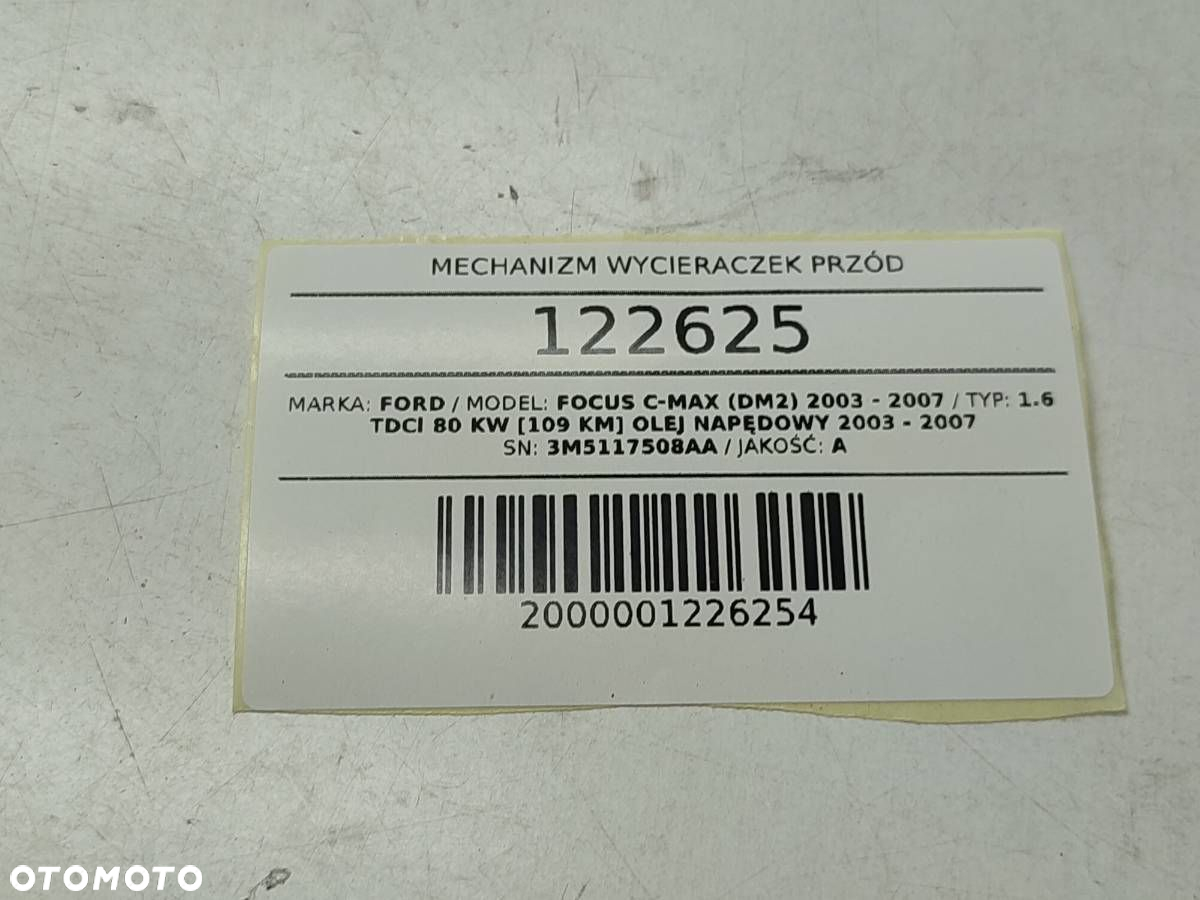 MECHANIZM WYCIERACZEK PRZÓD
122625
MARKA: FORD / MODEL: FOCUS C-MAX (DM2) 2003 - 2007 / TYP: 1.6
TDCI 80 KW [109 KM] OLEJ NAPĘDOWY 2003 - 2007
SN: 3M5117508AA / JAKOŚĆ: A
2000001226254
OTOMOTO